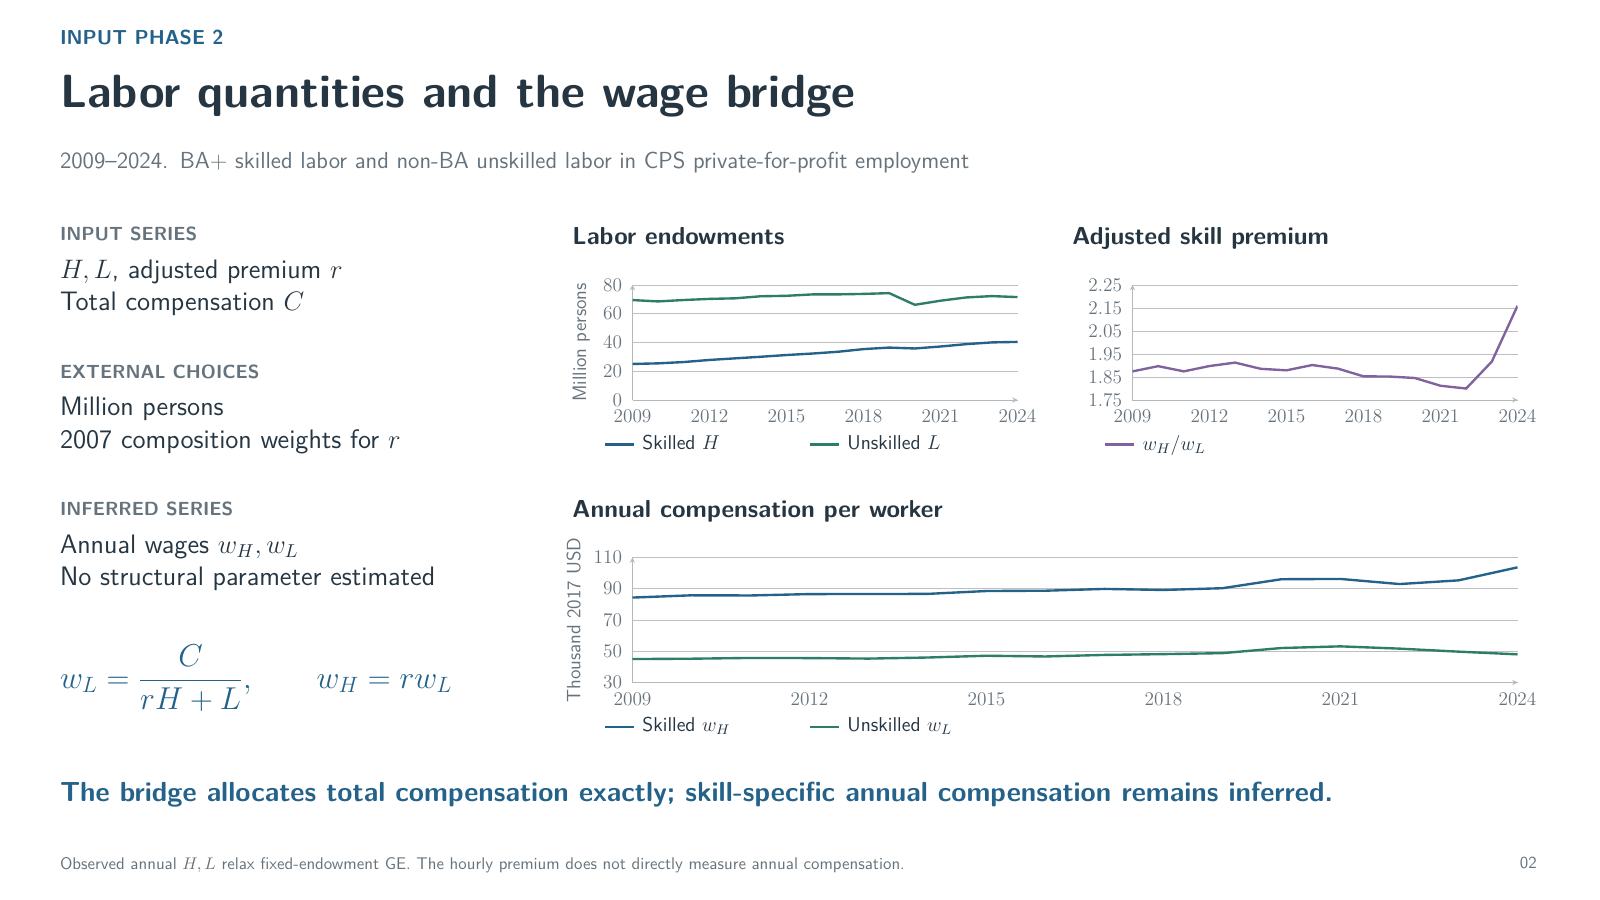 INPUT PHASE 2
Labor quantities and the wage bridge
2009–2024. BA+ skilled labor and non-BA unskilled labor in CPS private-for-profit employment
INPUT SERIES
H, L, adjusted premium r
Total compensation C
EXTERNAL CHOICES
Million persons
2007 composition weights for r
INFERRED SERIES
Annual wages w_H, w_L
No structural parameter estimated
w_L = C / (rH + L), w_H = rw_L
Labor endowments
Million persons
80
60
40
20
0
2009 2012 2015 2018 2021 2024
Skilled H Unskilled L
Adjusted skill premium
2.25
2.15
2.05
1.95
1.85
1.75
2009 2012 2015 2018 2021 2024
w_H/w_L
Annual compensation per worker
Thousand 2017 USD
110
90
70
50
30
2009 2012 2015 2018 2021 2024
Skilled w_H Unskilled w_L
The bridge allocates total compensation exactly; skill-specific annual compensation remains inferred.
Observed annual H, L relax fixed-endowment GE. The hourly premium does not directly measure annual compensation.
02